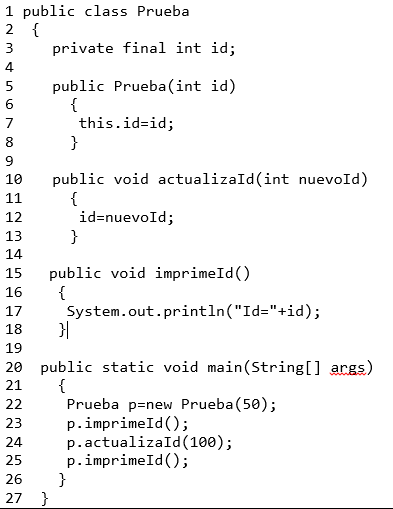 1 public class Prueba
2 {
3 private final int id;
4
5 public Prueba(int id)
6 {
7 this.id=id;
8 }
9
10 public void actualizaId(int nuevoId)
11 {
12 id=nuevoId;
13 }
14
15 public void imprimeId()
16 {
17 System.out.println("Id="+id);
18 }
19
20 public static void main(String[] args)
21 {
22 Prueba p=new Prueba(50);
23 p.imprimeId();
24 p.actualizaId(100);
25 p.imprimeId();
26 }
27 }